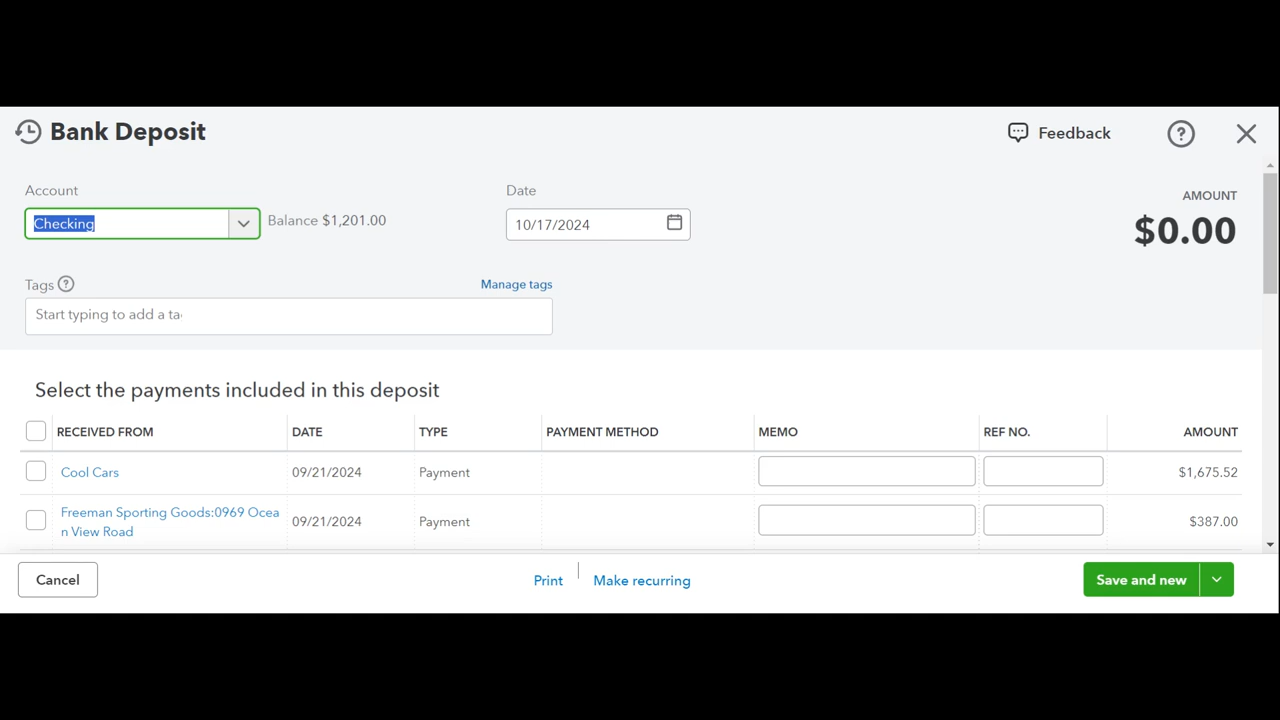 Bank Deposit
Feedback
Account
Checking
Balance $1,201.00
Date
10/17/2024
AMOUNT
$0.00
Tags
Manage tags
Start typing to add a ta
Select the payments included in this deposit
RECEIVED FROM DATE TYPE PAYMENT METHOD MEMO REF NO. AMOUNT
Cool Cars 09/21/2024 Payment $1,675.52
Freeman Sporting Goods:0969 Ocea
n View Road 09/21/2024 Payment $387.00
Cancel
Print
Make recurring
Save and new